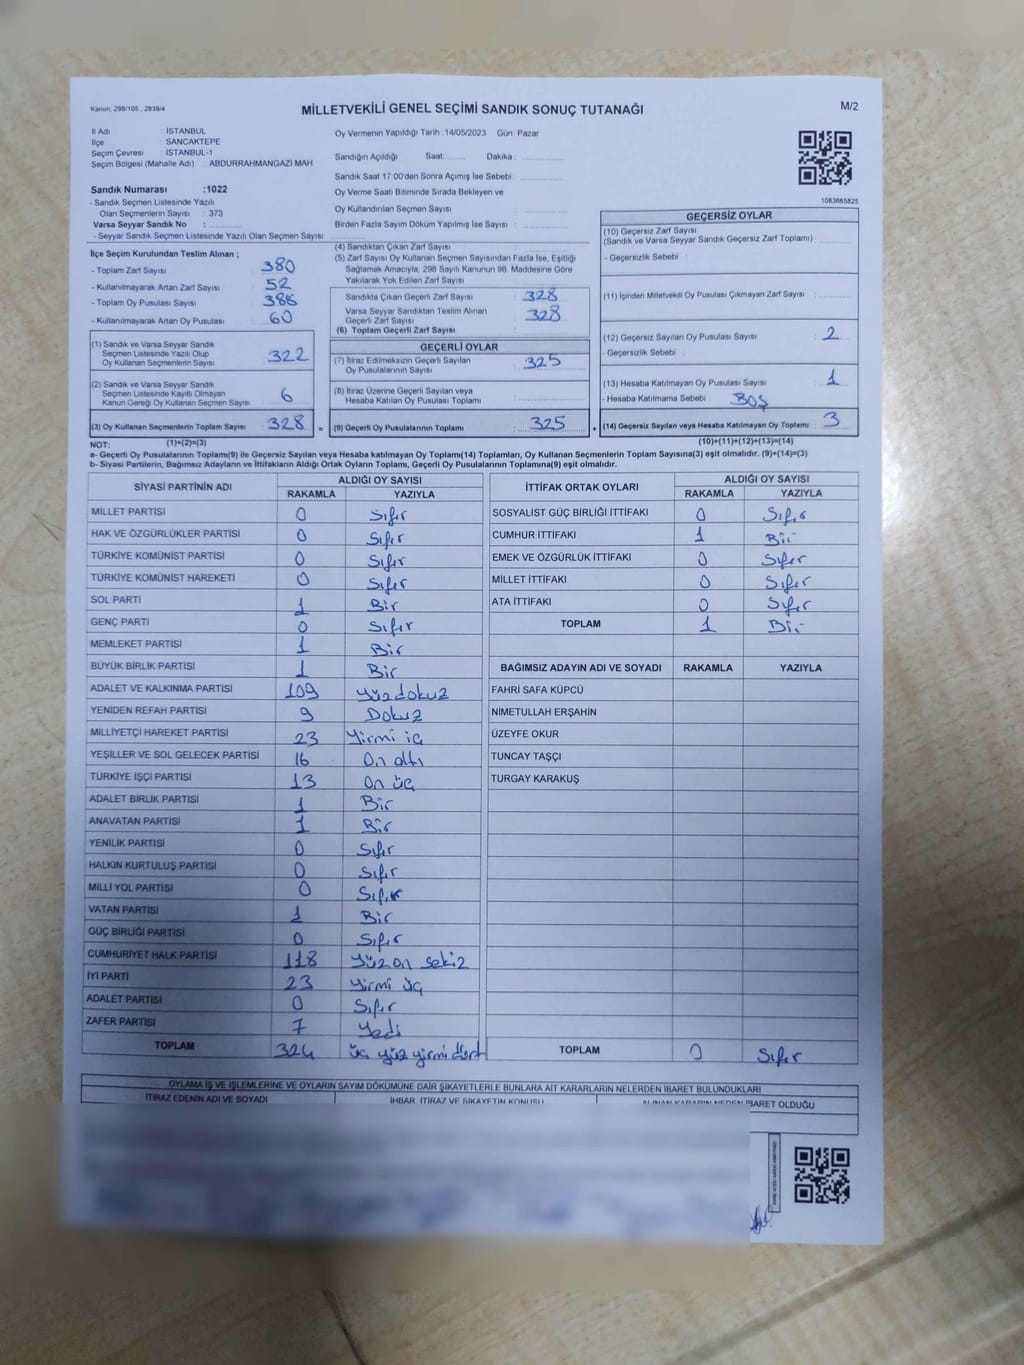 Kanun; 298/105 , 2839/4
MİLLETVEKİLİ GENEL SEÇİMİ SANDIK SONUÇ TUTANAĞI
M/2
İl Adı : İSTANBUL
İlçe : SANCAKTEPE
Seçim Çevresi : İSTANBUL-1
Seçim Bölgesi (Mahalle Adı) : ABDURRAHMANGAZİ MAH
Oy Vermenin Yapıldığı Tarih :14/05/2023 Gün: Pazar
Sandığın Açıldığı Saat: ........ Dakika : ............
Sandık Saat 17:00'den Sonra Açımış İse Sebebi : ............
Sandık Numarası :1022
- Sandık Seçmen Listesinde Yazılı
Olan Seçmenlerin Sayısı : 373
Varsa Seyyar Sandık No : ............
- Seyyar Sandık Seçmen Listesinde Yazılı Olan Seçmen Sayısı
Oy Verme Saati Bitiminde Sırada Bekleyen ve
Oy Kullandırılan Seçmen Sayısı : ............
Birden Fazla Sayım Döküm Yapılmış İse Sayısı : ............
1083665825
İlçe Seçim Kurulundan Teslim Alınan ;
- Toplam Zarf Sayısı : 380
- Kullanılmayarak Artan Zarf Sayısı : 52
- Toplam Oy Pusulası Sayısı : 388
- Kullanılmayarak Artan Oy Pusulası : 60
(1) Sandık ve Varsa Seyyar Sandık
Seçmen Listesinde Yazılı Olup
Oy Kullanan Seçmenlerin Sayısı : 322
(2) Sandık ve Varsa Seyyar Sandık
Seçmen Listesinde Kayıtlı Olmayan
Kanun Gereği Oy Kullanan Seçmen Sayısı : 6
(3) Oy Kullanan Seçmenlerin Toplam Sayısı : 328 =
(4) Sandıktan Çıkan Zarf Sayısı : ............
(5) Zarf Sayısı Oy Kullanan Seçmen Sayısından Fazla İse, Eşitliği
Sağlamak Amacıyla, 298 Sayılı Kanunun 98. Maddesine Göre
Yakılarak Yok Edilen Zarf Sayısı : ............
Sandıkta Çıkan Geçerli Zarf Sayısı : 328
Varsa Seyyar Sandıktan Teslim Alınan
Geçerli Zarf Sayısı : 328
(6) Toplam Geçerli Zarf Sayısı : ............
GEÇERLİ OYLAR
(7) İtiraz Edilmeksizin Geçerli Sayılan
Oy Pusulalarının Sayısı : 325
(8) İtiraz Üzerine Geçerli Sayılan veya
Hesaba Katılan Oy Pusulası Toplamı : ............
(9) Geçerli Oy Pusulalarının Toplamı : 325 +
GEÇERSİZ OYLAR
(10) Geçersiz Zarf Sayısı
(Sandık ve Varsa Seyyar Sandık Geçersiz Zarf Toplamı) : ............
- Geçersizlik Sebebi :
(11) İçinden Milletvekili Oy Pusulası Çıkmayan Zarf Sayısı : ............
(12) Geçersiz Sayılan Oy Pusulası Sayısı : 2
- Geçersizlik Sebebi :
(13) Hesaba Katılmayan Oy Pusulası Sayısı : 1
- Hesaba Katılmama Sebebi : BOŞ
(14) Geçersiz Sayılan veya Hesaba Katılmayan Oy Toplamı : 3
NOT: (1)+(2)=(3) (10)+(11)+(12)+(13)=(14)
a- Geçerli Oy Pusulalarının Toplamı(9) ile Geçersiz Sayılan veya Hesaba katılmayan Oy Toplamı(14) Toplamları, Oy Kullanan Seçmenlerin Toplam Sayısına(3) eşit olmalıdır. (9)+(14)=(3)
b- Siyasi Partilerin, Bağımsız Adayların ve İttifakların Aldığı Ortak Oyların Toplamı, Geçerli Oy Pusulalarının Toplamına(9) eşit olmalıdır.
SİYASİ PARTİNİN ADI ALDIĞI OY SAYISI
RAKAMLA YAZIYLA
MİLLET PARTİSİ 0 Sıfır
HAK VE ÖZGÜRLÜKLER PARTİSİ 0 Sıfır
TÜRKİYE KOMÜNİST PARTİSİ 0 Sıfır
TÜRKİYE KOMÜNİST HAREKETİ 0 Sıfır
SOL PARTİ 1 Bir
GENÇ PARTİ 0 Sıfır
MEMLEKET PARTİSİ 1 Bir
BÜYÜK BİRLİK PARTİSİ 1 Bir
ADALET VE KALKINMA PARTİSİ 109 Yüzdokuz
YENİDEN REFAH PARTİSİ 9 Dokuz
MİLLİYETÇİ HAREKET PARTİSİ 23 Yirmi üç
YEŞİLLER VE SOL GELECEK PARTİSİ 16 On altı
TÜRKİYE İŞÇİ PARTİSİ 13 On üç
ADALET BİRLİK PARTİSİ 1 Bir
ANAVATAN PARTİSİ 1 Bir
YENİLİK PARTİSİ 0 Sıfır
HALKIN KURTULUŞ PARTİSİ 0 Sıfır
MİLLİ YOL PARTİSİ 0 Sıfır
VATAN PARTİSİ 1 Bir
GÜÇ BİRLİĞİ PARTİSİ 0 Sıfır
CUMHURİYET HALK PARTİSİ 118 Yüz on sekiz
İYİ PARTİ 23 Yirmi üç
ADALET PARTİSİ 0 Sıfır
ZAFER PARTİSİ 7 Yedi
TOPLAM 324 üç yüz yirmi dört
İTTİFAK ORTAK OYLARI ALDIĞI OY SAYISI
RAKAMLA YAZIYLA
SOSYALİST GÜÇ BİRLİĞİ İTTİFAKI 0 Sıfır
CUMHUR İTTİFAKI 1 Bir
EMEK VE ÖZGÜRLÜK İTTİFAKI 0 Sıfır
MİLLET İTTİFAKI 0 Sıfır
ATA İTTİFAKI 0 Sıfır
TOPLAM 1 Bir
BAĞIMSIZ ADAYIN ADI VE SOYADI RAKAMLA YAZIYLA
FAHRİ SAFA KÜPCÜ
NİMETULLAH ERŞAHİN
ÜZEYFE OKUR
TUNCAY TAŞÇI
TURGAY KARAKUŞ
TOPLAM 0 Sıfır
OYLAMA İŞ VE İŞLEMLERİNE VE OYLARIN SAYIM DÖKÜMÜNE DAİR ŞİKAYETLERLE BUNLARA AİT KARARLARIN NELERDEN İBARET BULUNDUKLARI
İTİRAZ EDENİN ADI VE SOYADI İHBAR, İTİRAZ VE ŞİKAYETİN KONUSU ALINAN KARARIN NEDEN İBARET OLDUĞU